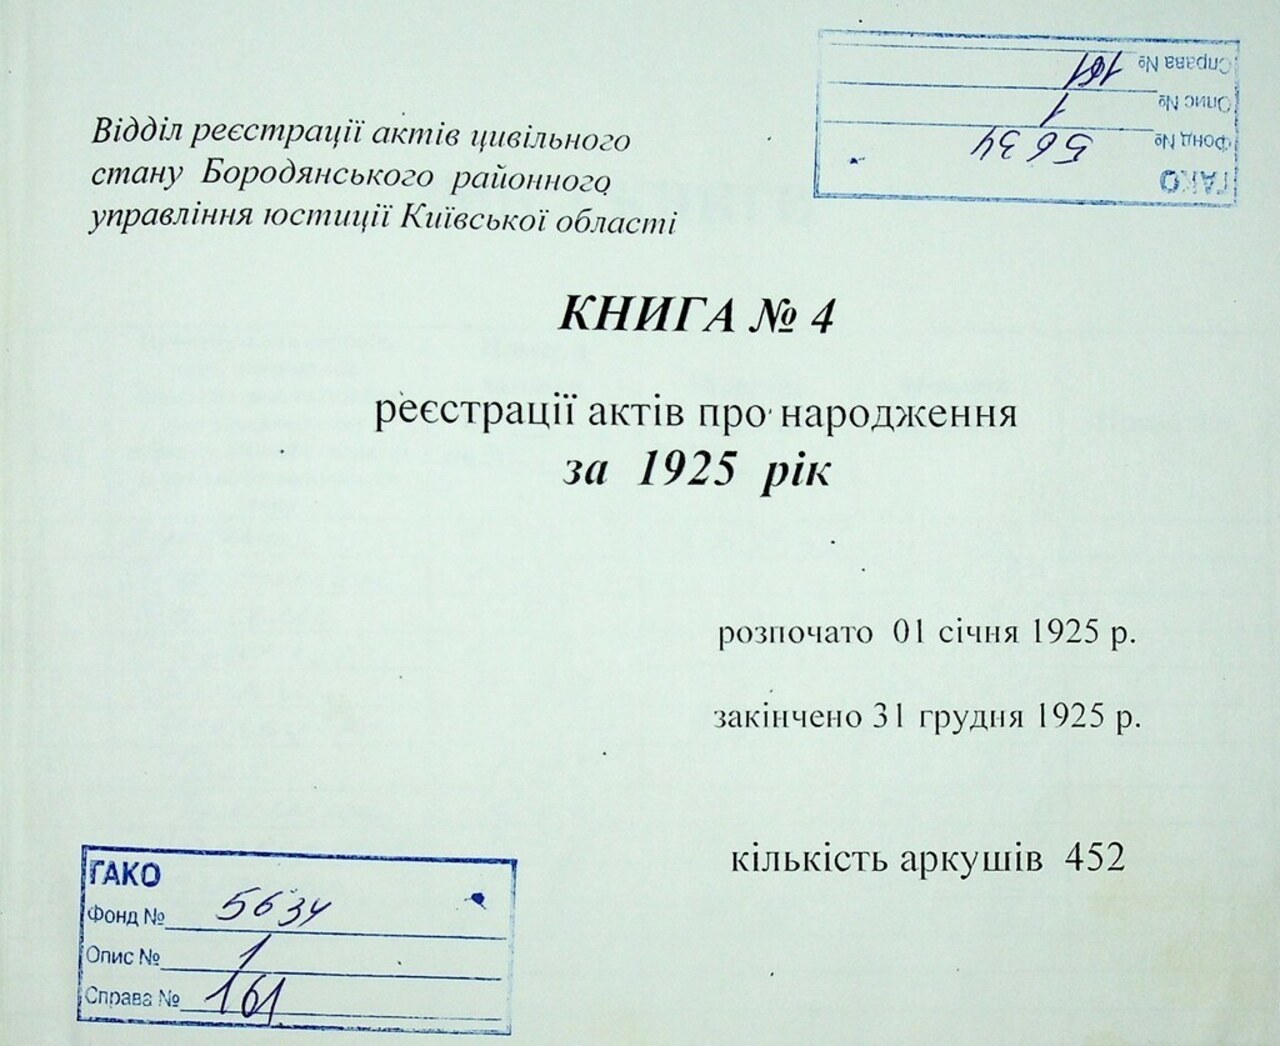 ГАКО
Фонд № 5634
Опис № 1
Справа № 161
Відділ реєстрації актів цивільного
стану Бородянського районного
управління юстиції Київської області
КНИГА № 4
реєстрації актів про народження
за 1925 рік
розпочато 01 січня 1925 р.
закінчено 31 грудня 1925 р.
кількість аркушів 452
ГАКО
Фонд № 5634
Опис № 1
Справа № 161